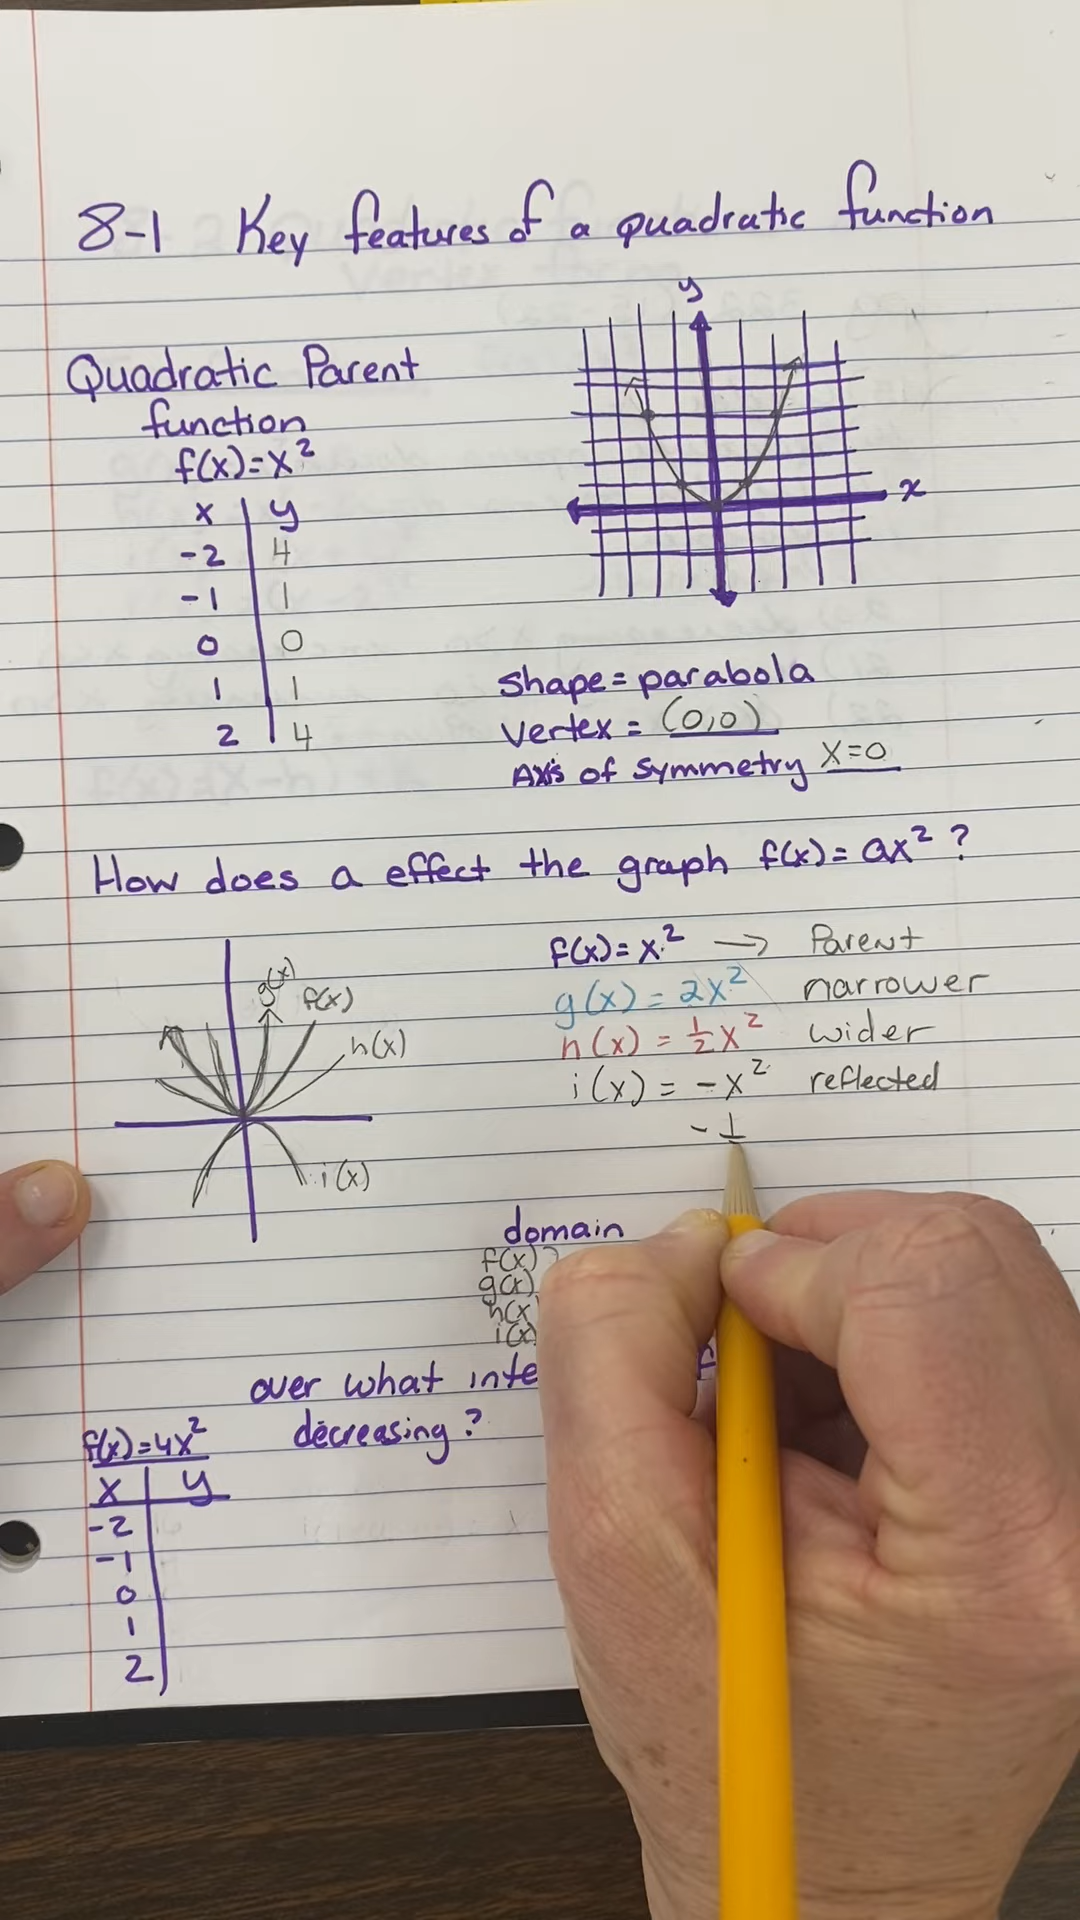 8-1 Key features of a quadratic function
Quadratic Parent
function
f(x)=x²
x y
-2 4
-1 1
0 0
1 1
2 4
y
x
Shape = parabola
Vertex = (0,0)
Axis of Symmetry x=0
How does a effect the graph f(x)=ax²?
g(x)
f(x)
h(x)
i(x)
f(x)=x² → Parent
g(x)=2x² narrower
h(x)=½x² wider
i(x)=-x² reflected
- 1
domain
f(x)
g(x)
h(x
i(x)
over what inte
decreasing?
f(x)=4x²
x y
-2
-1
0
1
2